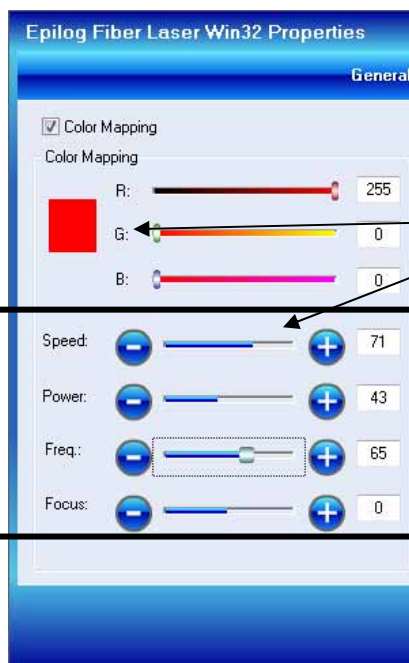 Epilog Fiber Laser Win32 Properties
General
Color Mapping
Color Mapping
R: 255
G: 0
B: 0
Speed: 71
Power: 43
Freq.: 65
Focus: 0